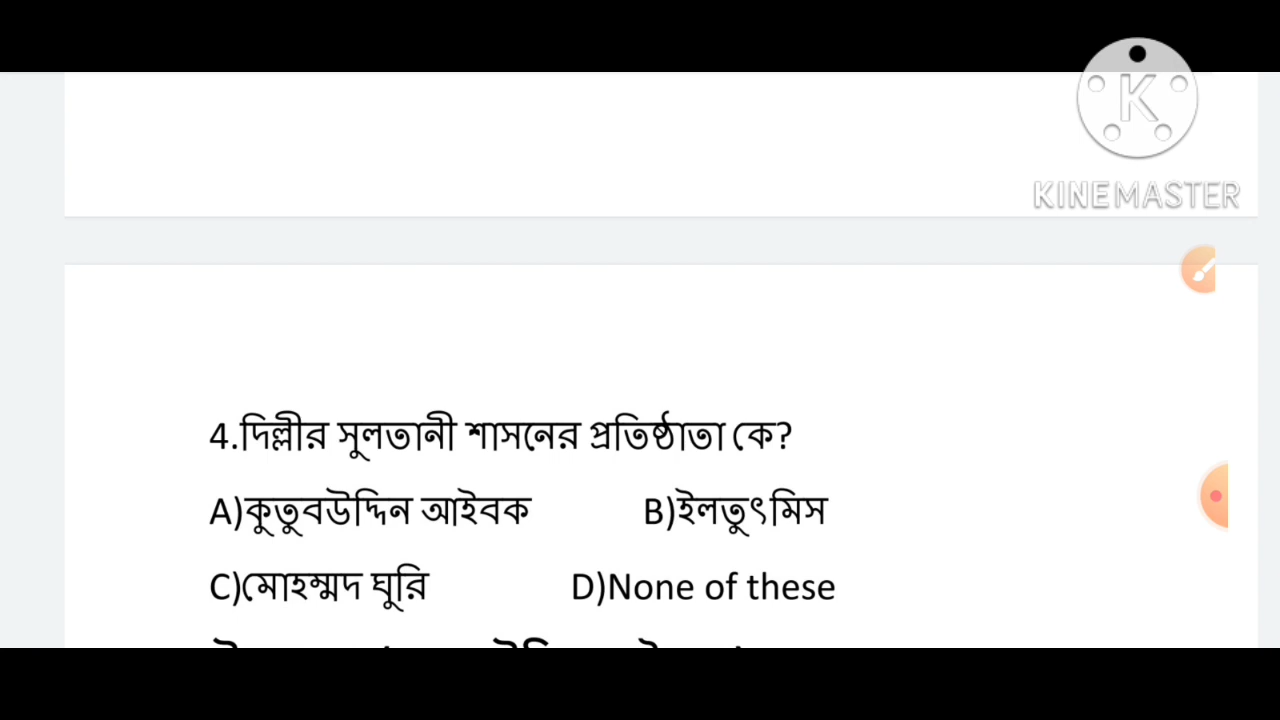 KINEMASTER
4.দিল্লীর সুলতানী শাসনের প্রতিষ্ঠাতা কে?
A)কুতুবউদ্দিন আইবক B)ইলতুৎমিস
C)মোহম্মদ ঘুরি D)None of these